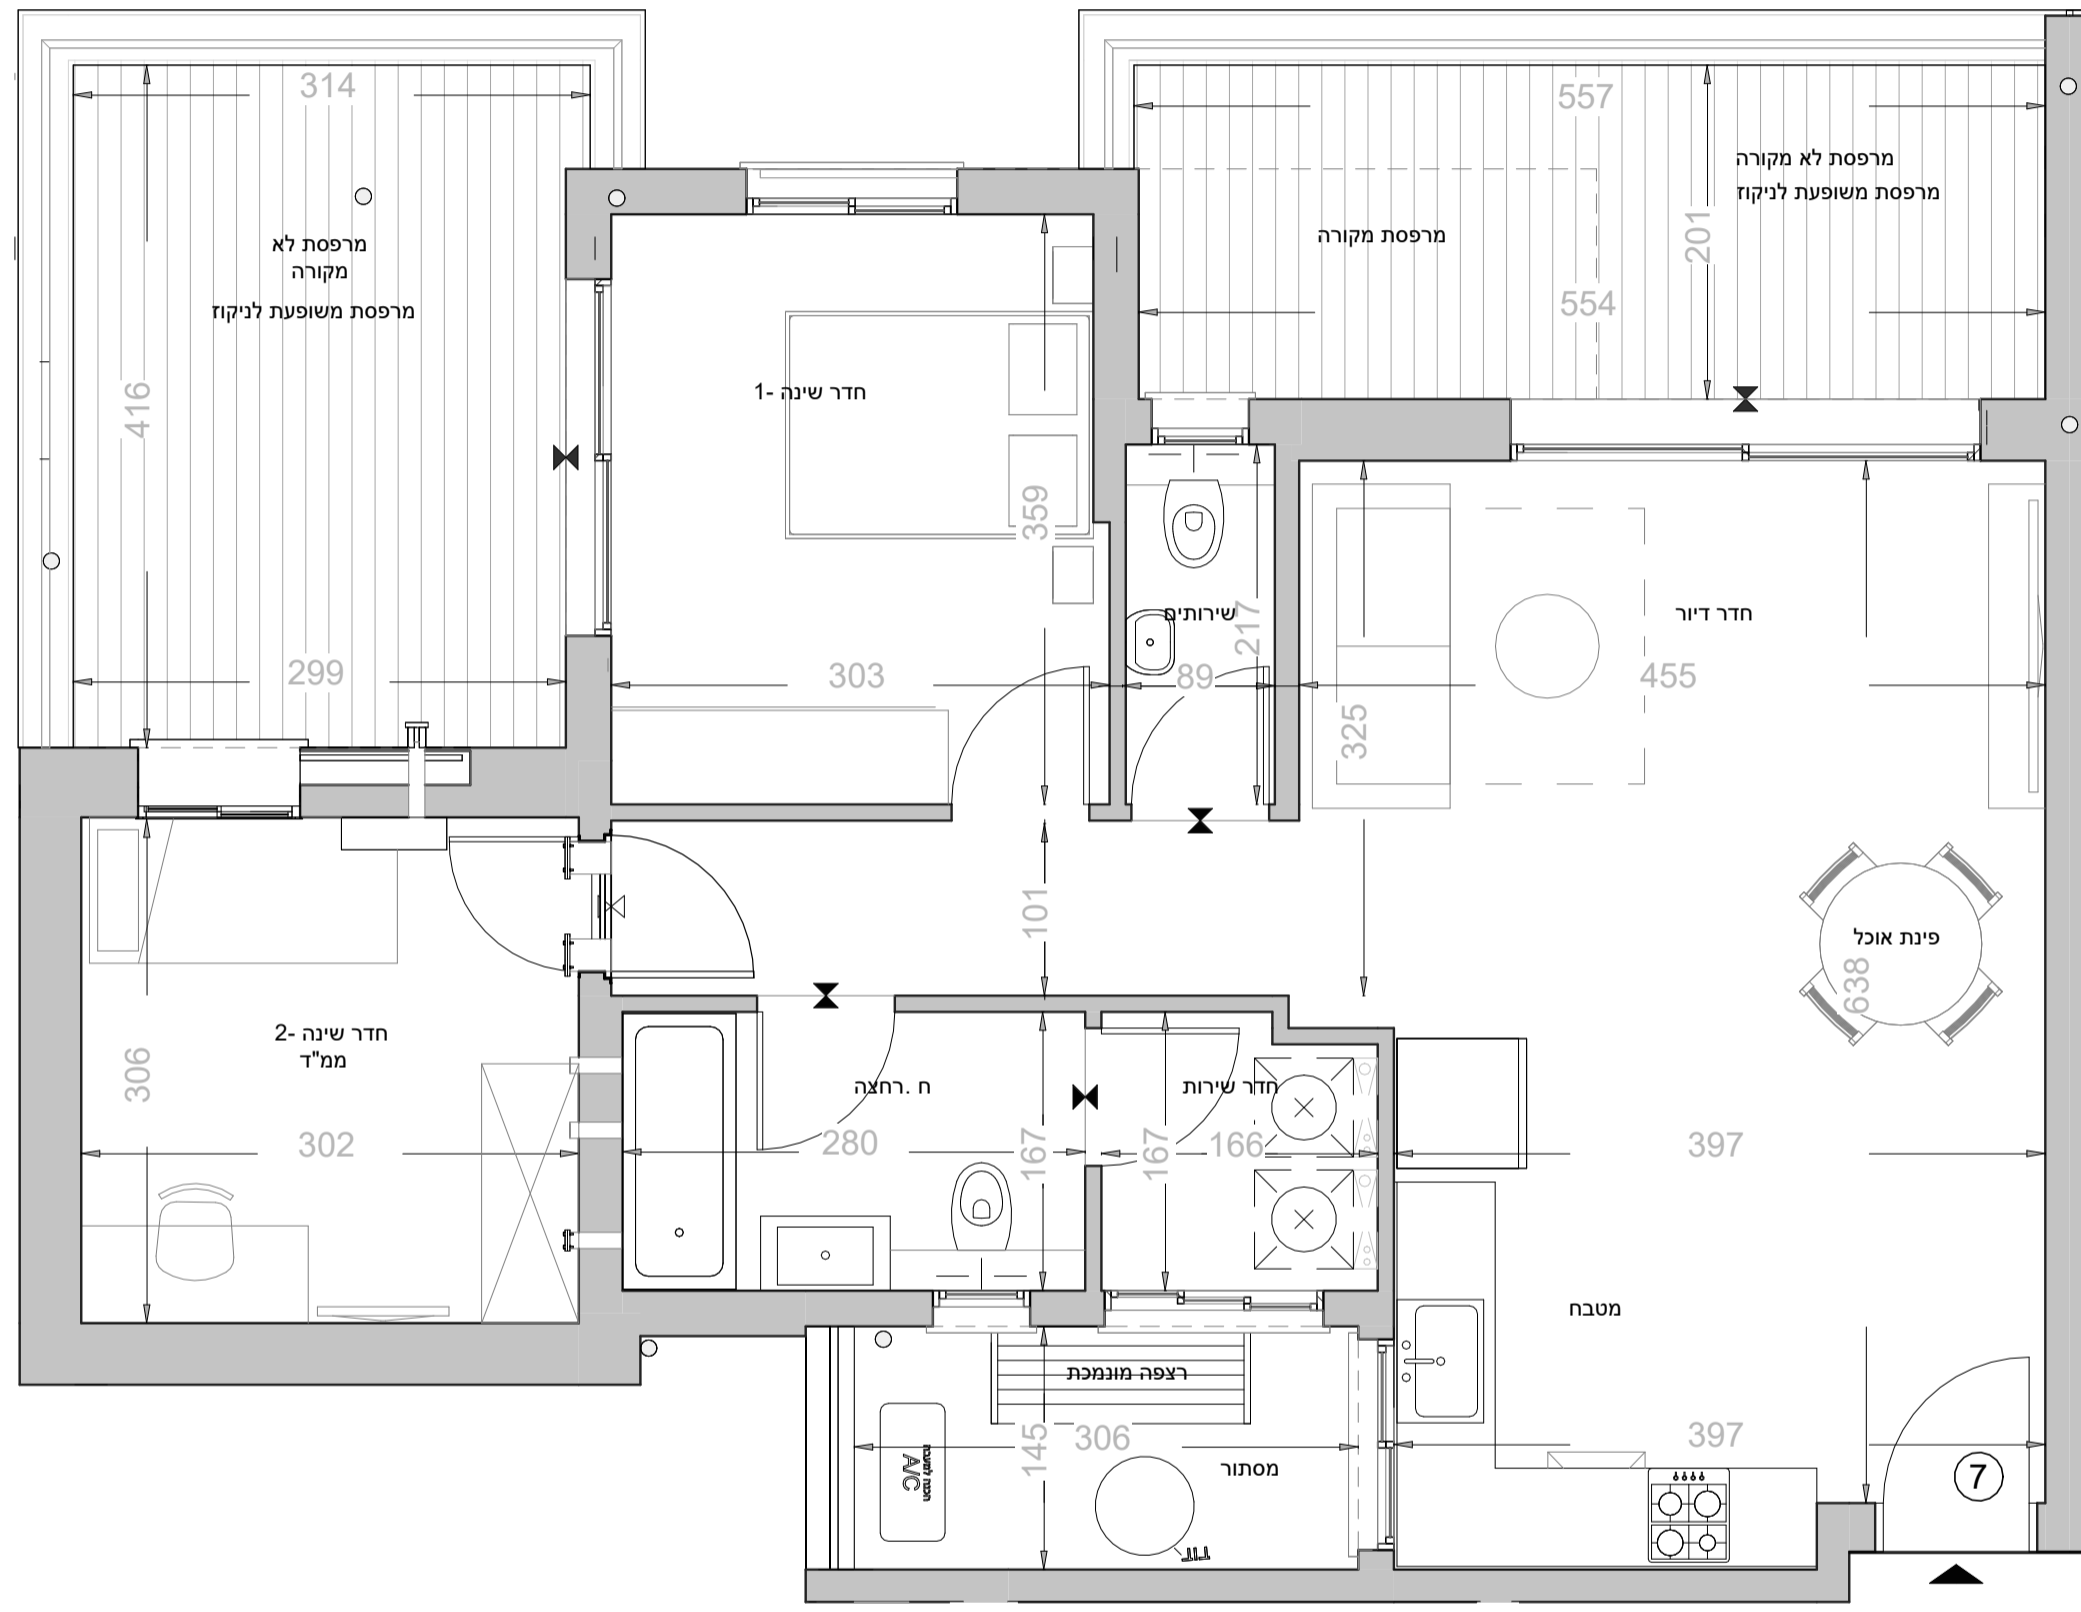 314
557
מרפסת לא מקורה
מרפסת משופעת לניקוז
מרפסת מקורה
201
554
מרפסת לא
מקורה
מרפסת משופעת לניקוז
416
299
חדר שינה -1
359
303
שירותים
217
89
חדר דיור
455
325
פינת אוכל
638
101
חדר שינה -2
ממ"ד
306
302
ח .רחצה
280
167
חדר שירות
167
166
397
מטבח
397
רצפה מונמכת
145
306
מסתור
הכנה למעבה
A/C
דוד
7